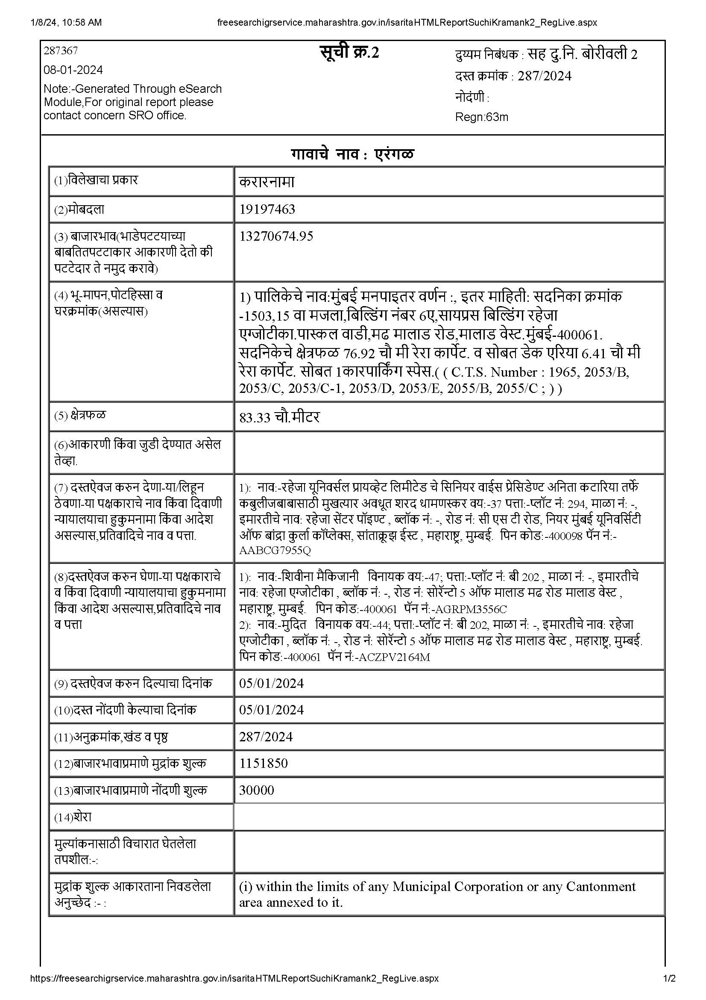 1/8/24, 10:58 AM freesearchigrservice.maharashtra.gov.in/isaritaHTMLReportSuchiKramank2_RegLive.aspx
287367
08-01-2024
Note:-Generated Through eSearch
Module,For original report please
contact concern SRO office.
सूची क्र.2
दुय्यम निबंधक : सह दु.नि. बोरीवली 2
दस्त क्रमांक : 287/2024
नोदंणी :
Regn:63m
गावाचे नाव : एरंगळ
(1)विलेखाचा प्रकार
करारनामा
(2)मोबदला
19197463
(3) बाजारभाव(भाडेपटटयाच्या
बाबतितपटटाकार आकारणी देतो की
पटटेदार ते नमुद करावे)
13270674.95
(4) भू-मापन,पोटहिस्सा व
घरक्रमांक(असल्यास)
1) पालिकेचे नाव:मुंबई मनपाइतर वर्णन :, इतर माहिती: सदनिका क्रमांक
-1503,15 वा मजला,बिल्डिंग नंबर 6ए,सायप्रस बिल्डिंग रहेजा
एग्जोटीका.पास्कल वाडी,मढ मालाड रोड,मालाड वेस्ट.मुंबई-400061.
सदनिकेचे क्षेत्रफळ 76.92 चौ मी रेरा कार्पेट. व सोबत डेक एरिया 6.41 चौ मी
रेरा कार्पेट. सोबत 1कारपार्किंग स्पेस.( ( C.T.S. Number : 1965, 2053/B,
2053/C, 2053/C-1, 2053/D, 2053/E, 2055/B, 2055/C ; ) )
(5) क्षेत्रफळ
83.33 चौ.मीटर
(6)आकारणी किंवा जुडी देण्यात असेल
तेव्हा.
(7) दस्तऐवज करुन देणा-या/लिहून
ठेवणा-या पक्षकाराचे नाव किंवा दिवाणी
न्यायालयाचा हुकुमनामा किंवा आदेश
असल्यास,प्रतिवादिचे नाव व पत्ता.
1): नाव:-रहेजा यूनिवर्सल प्रायव्हेट लिमीटेड चे सिनियर वाईस प्रेसिडेण्ट अनिता कटारिया तर्फे
कबुलीजबाबासाठी मुखत्यार अवधूत शरद धामणस्कर वय:-37 पत्ता:-प्लॉट नं: 294, माळा नं: -,
इमारतीचे नाव: रहेजा सेंटर पॉइण्ट , ब्लॉक नं: -, रोड नं: सी एस टी रोड, नियर मुंबई यूनिवर्सिटी
ऑफ बांद्रा कुर्ला कॉप्लेक्स, सांताक्रूझ ईस्ट , महाराष्ट्र, मुम्बई. पिन कोड:-400098 पॅन नं:-
AABCG7955Q
(8)दस्तऐवज करुन घेणा-या पक्षकाराचे
व किंवा दिवाणी न्यायालयाचा हुकुमनामा
किंवा आदेश असल्यास,प्रतिवादिचे नाव
व पत्ता
1): नाव:-शिवीना मैकिजानी विनायक वय:-47; पत्ता:-प्लॉट नं: बी 202 , माळा नं: -, इमारतीचे
नाव: रहेजा एग्जोटीका , ब्लॉक नं: -, रोड नं: सोरॅन्टो 5 ऑफ मालाड मढ रोड मालाड वेस्ट ,
महाराष्ट्र, मुम्बई. पिन कोड:-400061 पॅन नं:-AGRPM3556C
2): नाव:-मुदित विनायक वय:-44; पत्ता:-प्लॉट नं: बी 202, माळा नं: -, इमारतीचे नाव: रहेजा
एग्जोटीका , ब्लॉक नं: -, रोड नं: सोरॅन्टो 5 ऑफ मालाड मढ रोड मालाड वेस्ट , महाराष्ट्र, मुम्बई.
पिन कोड:-400061 पॅन नं:-ACZPV2164M
(9) दस्तऐवज करुन दिल्याचा दिनांक
05/01/2024
(10)दस्त नोंदणी केल्याचा दिनांक
05/01/2024
(11)अनुक्रमांक,खंड व पृष्ठ
287/2024
(12)बाजारभावाप्रमाणे मुद्रांक शुल्क
1151850
(13)बाजारभावाप्रमाणे नोंदणी शुल्क
30000
(14)शेरा
मुल्यांकनासाठी विचारात घेतलेला
तपशील:-:
मुद्रांक शुल्क आकारताना निवडलेला
अनुच्छेद :- :
(i) within the limits of any Municipal Corporation or any Cantonment
area annexed to it.
https://freesearchigrservice.maharashtra.gov.in/isaritaHTMLReportSuchiKramank2_RegLive.aspx 1/2